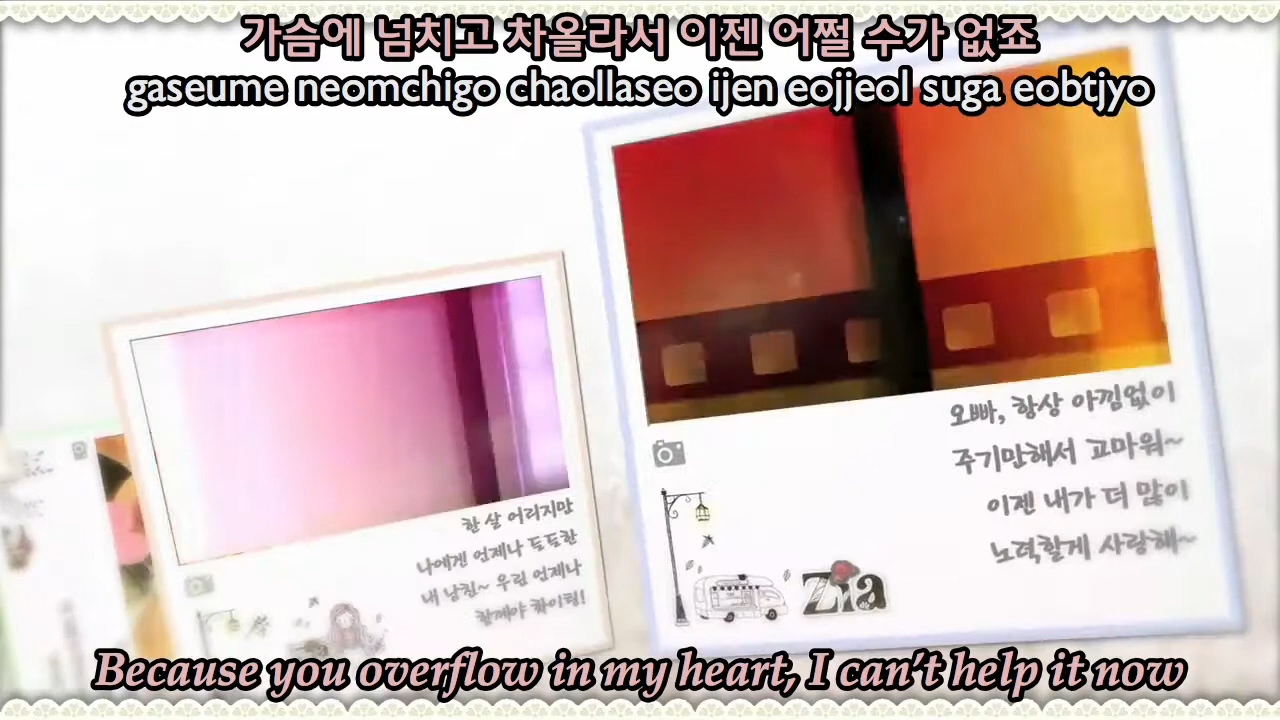 가슴에 넘치고 차올라서 이젠 어쩔 수가 없죠
gaseume neomchigo chaollaseo ijen eojjeol suga eobtjyo
한 살 어리지만
나에겐 언제나 든든한
내 남친~ 우린 언제나
함께야 화이팅!
오빠, 항상 아낌없이
주기만해서 고마워~
이젠 내가 더 많이
노력할게 사랑해~
Zia
Because you overflow in my heart, I can't help it now